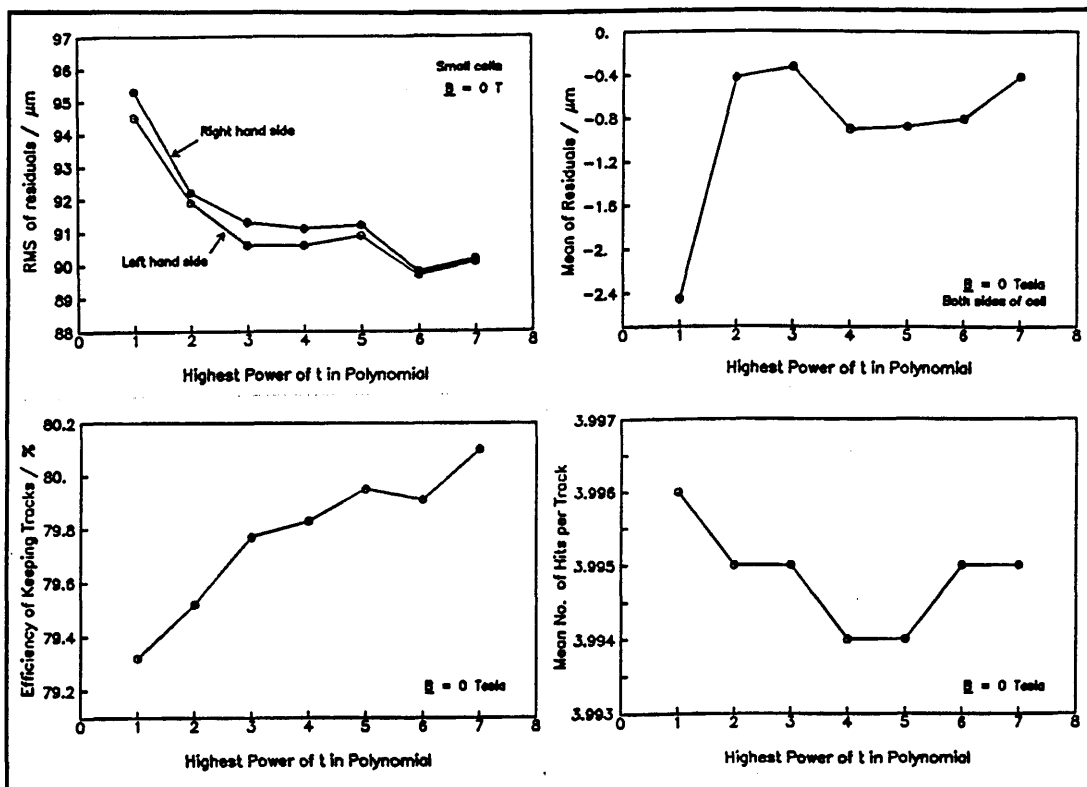 97
96
95
94
93
92
91
90
89
88
RMS of residuals / μm
Small cells
B = 0 T
Right hand side
Left hand side
0 1 2 3 4 5 6 7 8
Highest Power of t in Polynomial
0.
-0.4
-0.8
-1.2
-1.6
-2.
-2.4
Mean of Residuals / μm
B = 0 Tesla
Both sides of cell
0 1 2 3 4 5 6 7 8
Highest Power of t in Polynomial
80.2
80.
79.8
79.6
79.4
79.2
Efficiency of Keeping Tracks / %
B = 0 Tesla
0 1 2 3 4 5 6 7 8
Highest Power of t in Polynomial
3.997
3.996
3.995
3.994
3.993
Mean No. of Hits per Track
B = 0 Tesla
0 1 2 3 4 5 6 7 8
Highest Power of t in Polynomial